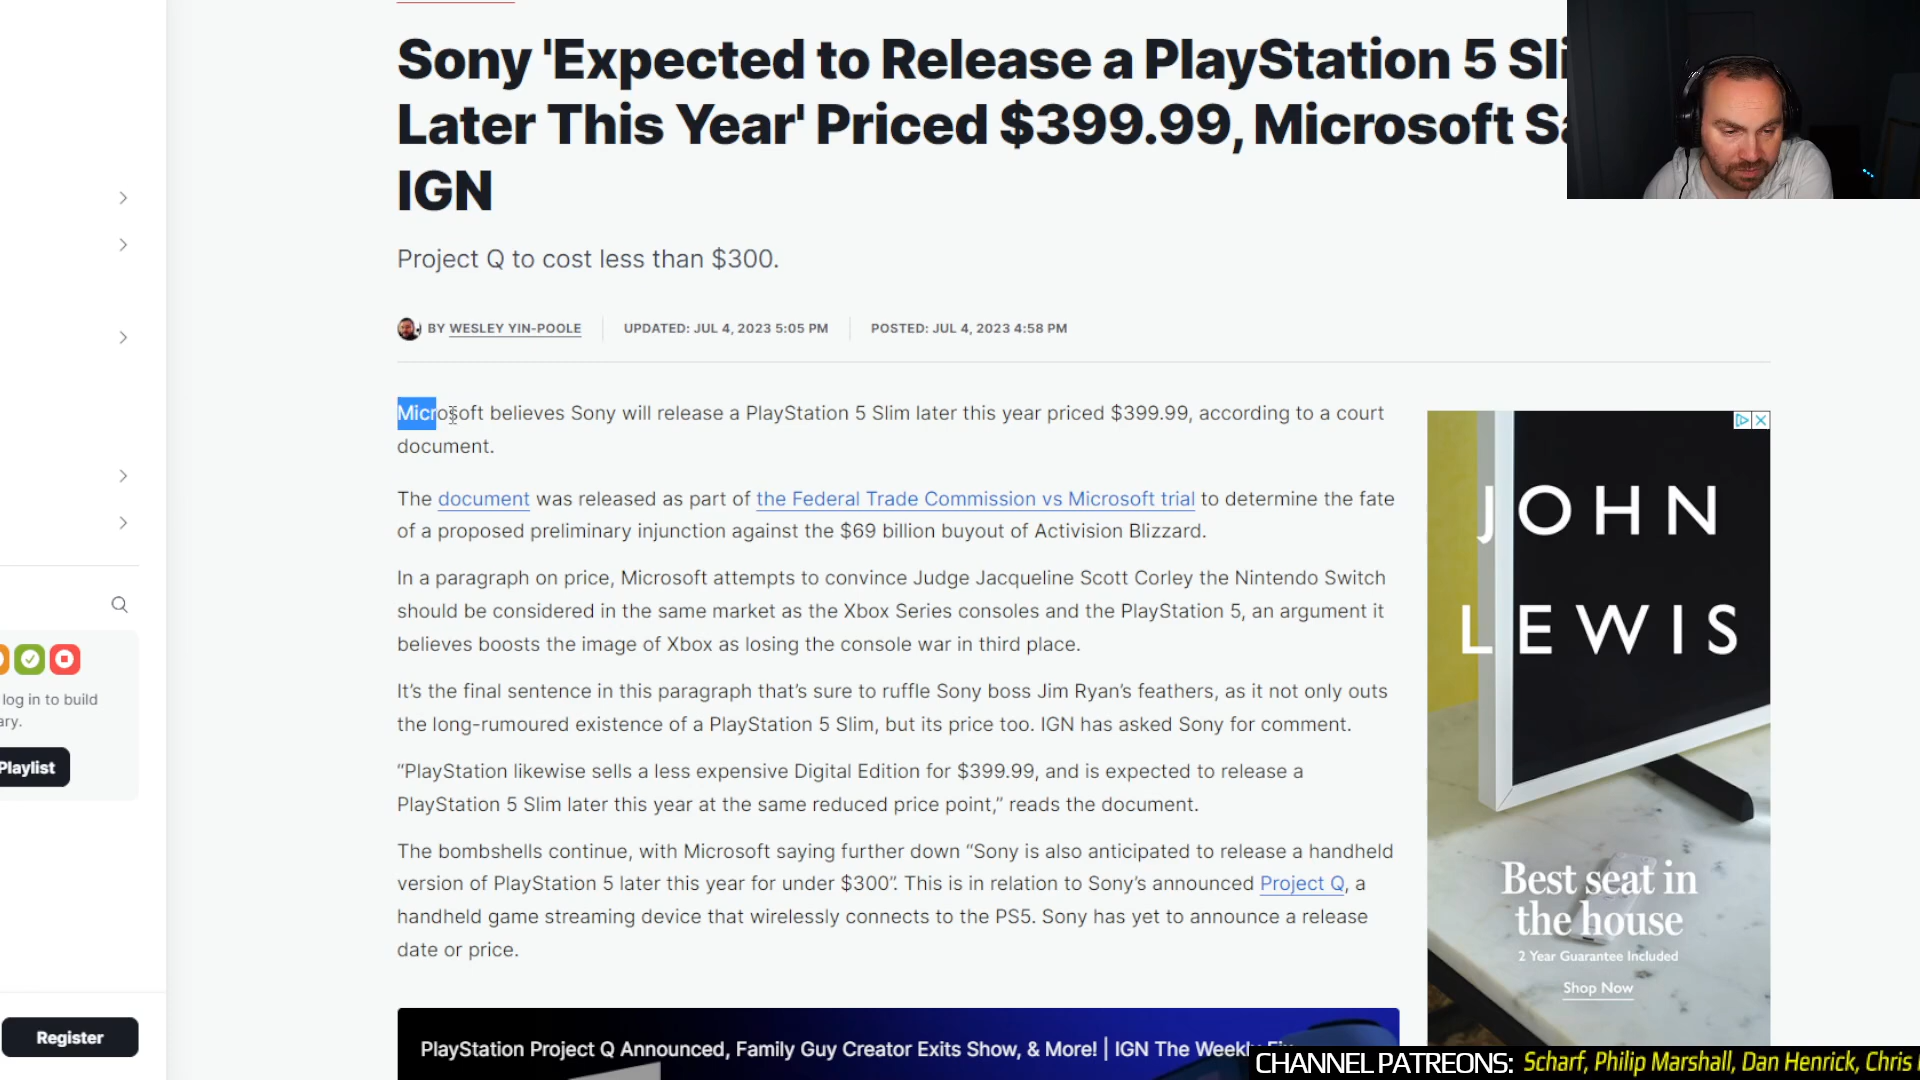 Sony 'Expected to Release a PlayStation 5 Sli
Later This Year' Priced $399.99, Microsoft Sa
IGN
Project Q to cost less than $300.
BY WESLEY YIN-POOLE
UPDATED: JUL 4, 2023 5:05 PM
POSTED: JUL 4, 2023 4:58 PM
Microsoft believes Sony will release a PlayStation 5 Slim later this year priced $399.99, according to a court
document.
The document was released as part of the Federal Trade Commission vs Microsoft trial to determine the fate
of a proposed preliminary injunction against the $69 billion buyout of Activision Blizzard.
In a paragraph on price, Microsoft attempts to convince Judge Jacqueline Scott Corley the Nintendo Switch
should be considered in the same market as the Xbox Series consoles and the PlayStation 5, an argument it
believes boosts the image of Xbox as losing the console war in third place.
It’s the final sentence in this paragraph that’s sure to ruffle Sony boss Jim Ryan’s feathers, as it not only outs
the long-rumoured existence of a PlayStation 5 Slim, but its price too. IGN has asked Sony for comment.
“PlayStation likewise sells a less expensive Digital Edition for $399.99, and is expected to release a
PlayStation 5 Slim later this year at the same reduced price point,” reads the document.
The bombshells continue, with Microsoft saying further down “Sony is also anticipated to release a handheld
version of PlayStation 5 later this year for under $300”. This is in relation to Sony’s announced Project Q, a
handheld game streaming device that wirelessly connects to the PS5. Sony has yet to announce a release
date or price.
PlayStation Project Q Announced, Family Guy Creator Exits Show, & More! | IGN The Weekly Fix
log in to build
ary.
Playlist
Register
JOHN
LEWIS
Best seat in
the house
2 Year Guarantee Included
Shop Now
CHANNEL PATREONS: Scharf, Philip Marshall, Dan Henrick, Chris